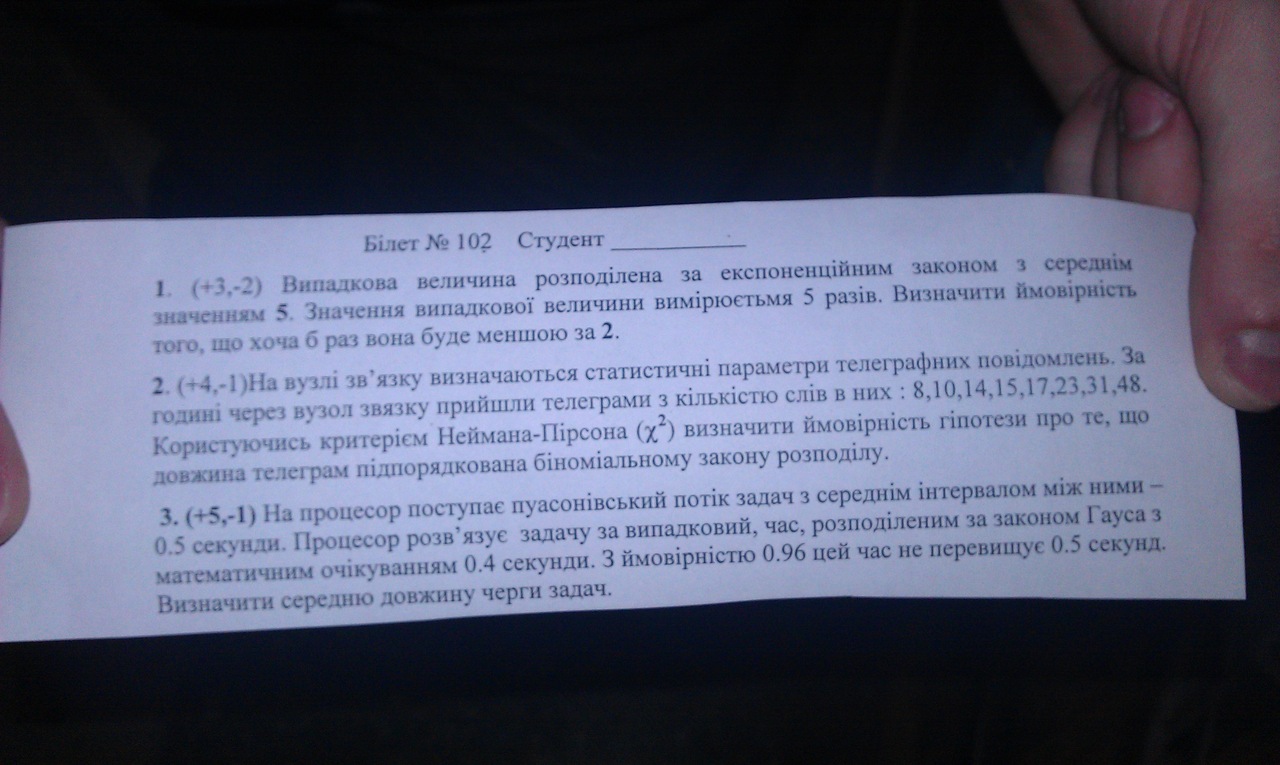 Білет № 102 Студент ____________
1. (+3,-2) Випадкова величина розподілена за експоненційним законом з середнім
значенням 5. Значення випадкової величини вимірюєтьмя 5 разів. Визначити ймовірність
того, що хоча б раз вона буде меншою за 2.
2. (+4,-1)На вузлі зв’язку визначаються статистичні параметри телеграфних повідомлень. За
годині через вузол звязку прийшли телеграми з кількістю слів в них : 8,10,14,15,17,23,31,48.
Користуючись критерієм Неймана-Пірсона (χ²) визначити ймовірність гіпотези про те, що
довжина телеграм підпорядкована біноміальному закону розподілу.
3. (+5,-1) На процесор поступає пуасонівський потік задач з середнім інтервалом між ними –
0.5 секунди. Процесор розв’язує задачу за випадковий, час, розподіленим за законом Гауса з
математичним очікуванням 0.4 секунди. З ймовірністю 0.96 цей час не перевищує 0.5 секунд.
Визначити середню довжину черги задач.